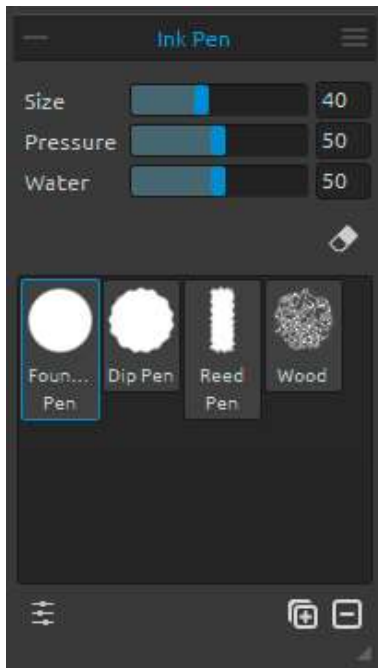 Ink Pen
Size 40
Pressure 50
Water 50
Foun... Dip Pen Reed Wood
Pen Pen